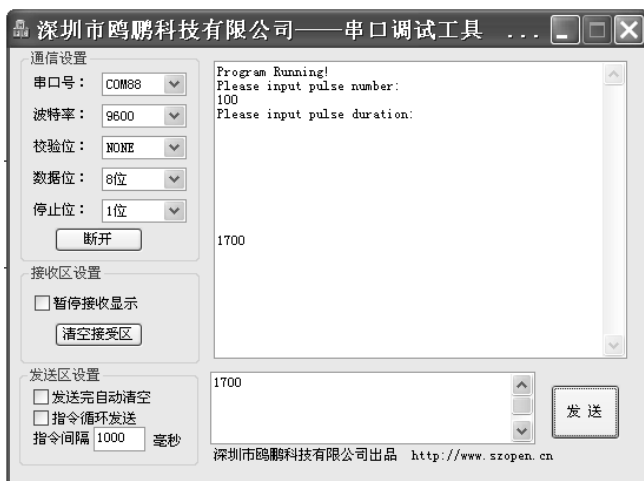 深圳市鸥鹏科技有限公司——串口调试工具 ...
通信设置
串口号： COM88
波特率： 9600
校验位： NONE
数据位： 8位
停止位： 1位
断开
接收区设置
暂停接收显示
清空接受区
Program Running!
Please input pulse number:
100
Please input pulse duration:
1700
发送区设置
发送完自动清空
指令循环发送
指令间隔 1000 毫秒
1700
发 送
深圳市鸥鹏科技有限公司出品 http://www.szopen.cn